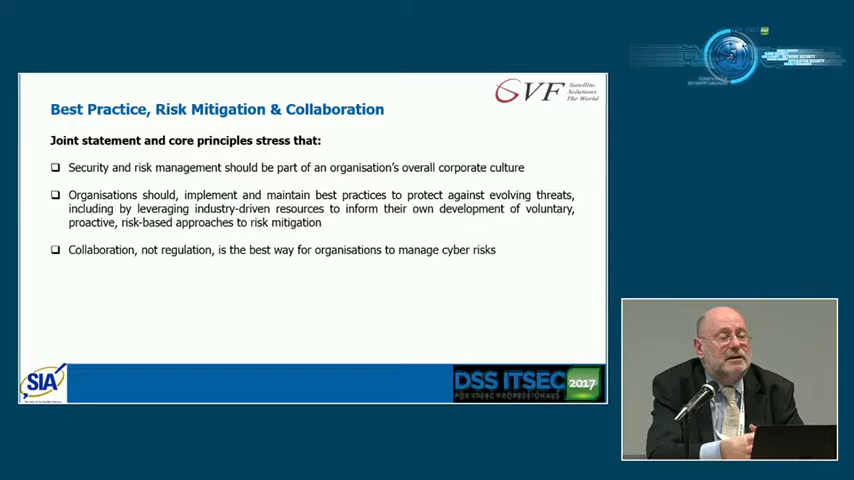 GVF Satellite. Solutions. The World
Best Practice, Risk Mitigation & Collaboration
Joint statement and core principles stress that:
Security and risk management should be part of an organisation's overall corporate culture
Organisations should, implement and maintain best practices to protect against evolving threats,
including by leveraging industry-driven resources to inform their own development of voluntary,
proactive, risk-based approaches to risk mitigation
Collaboration, not regulation, is the best way for organisations to manage cyber risks
SIA
DSS ITSEC 2017
FOR ITSEC PROFESSIONALS